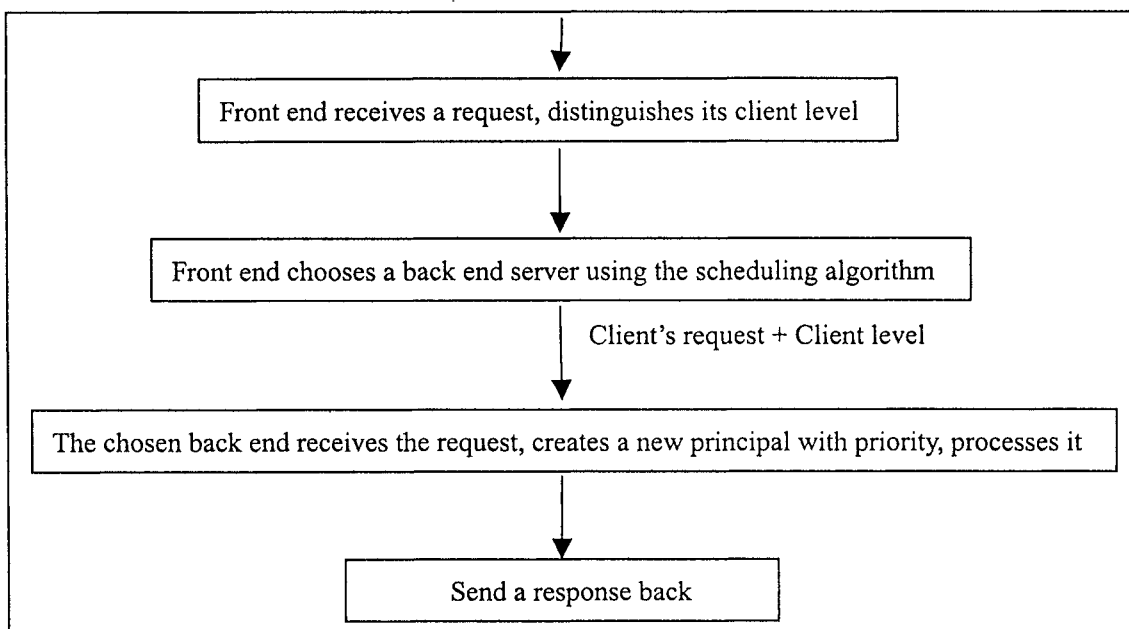 Front end receives a request, distinguishes its client level
Front end chooses a back end server using the scheduling algorithm
Client's request + Client level
The chosen back end receives the request, creates a new principal with priority, processes it
Send a response back